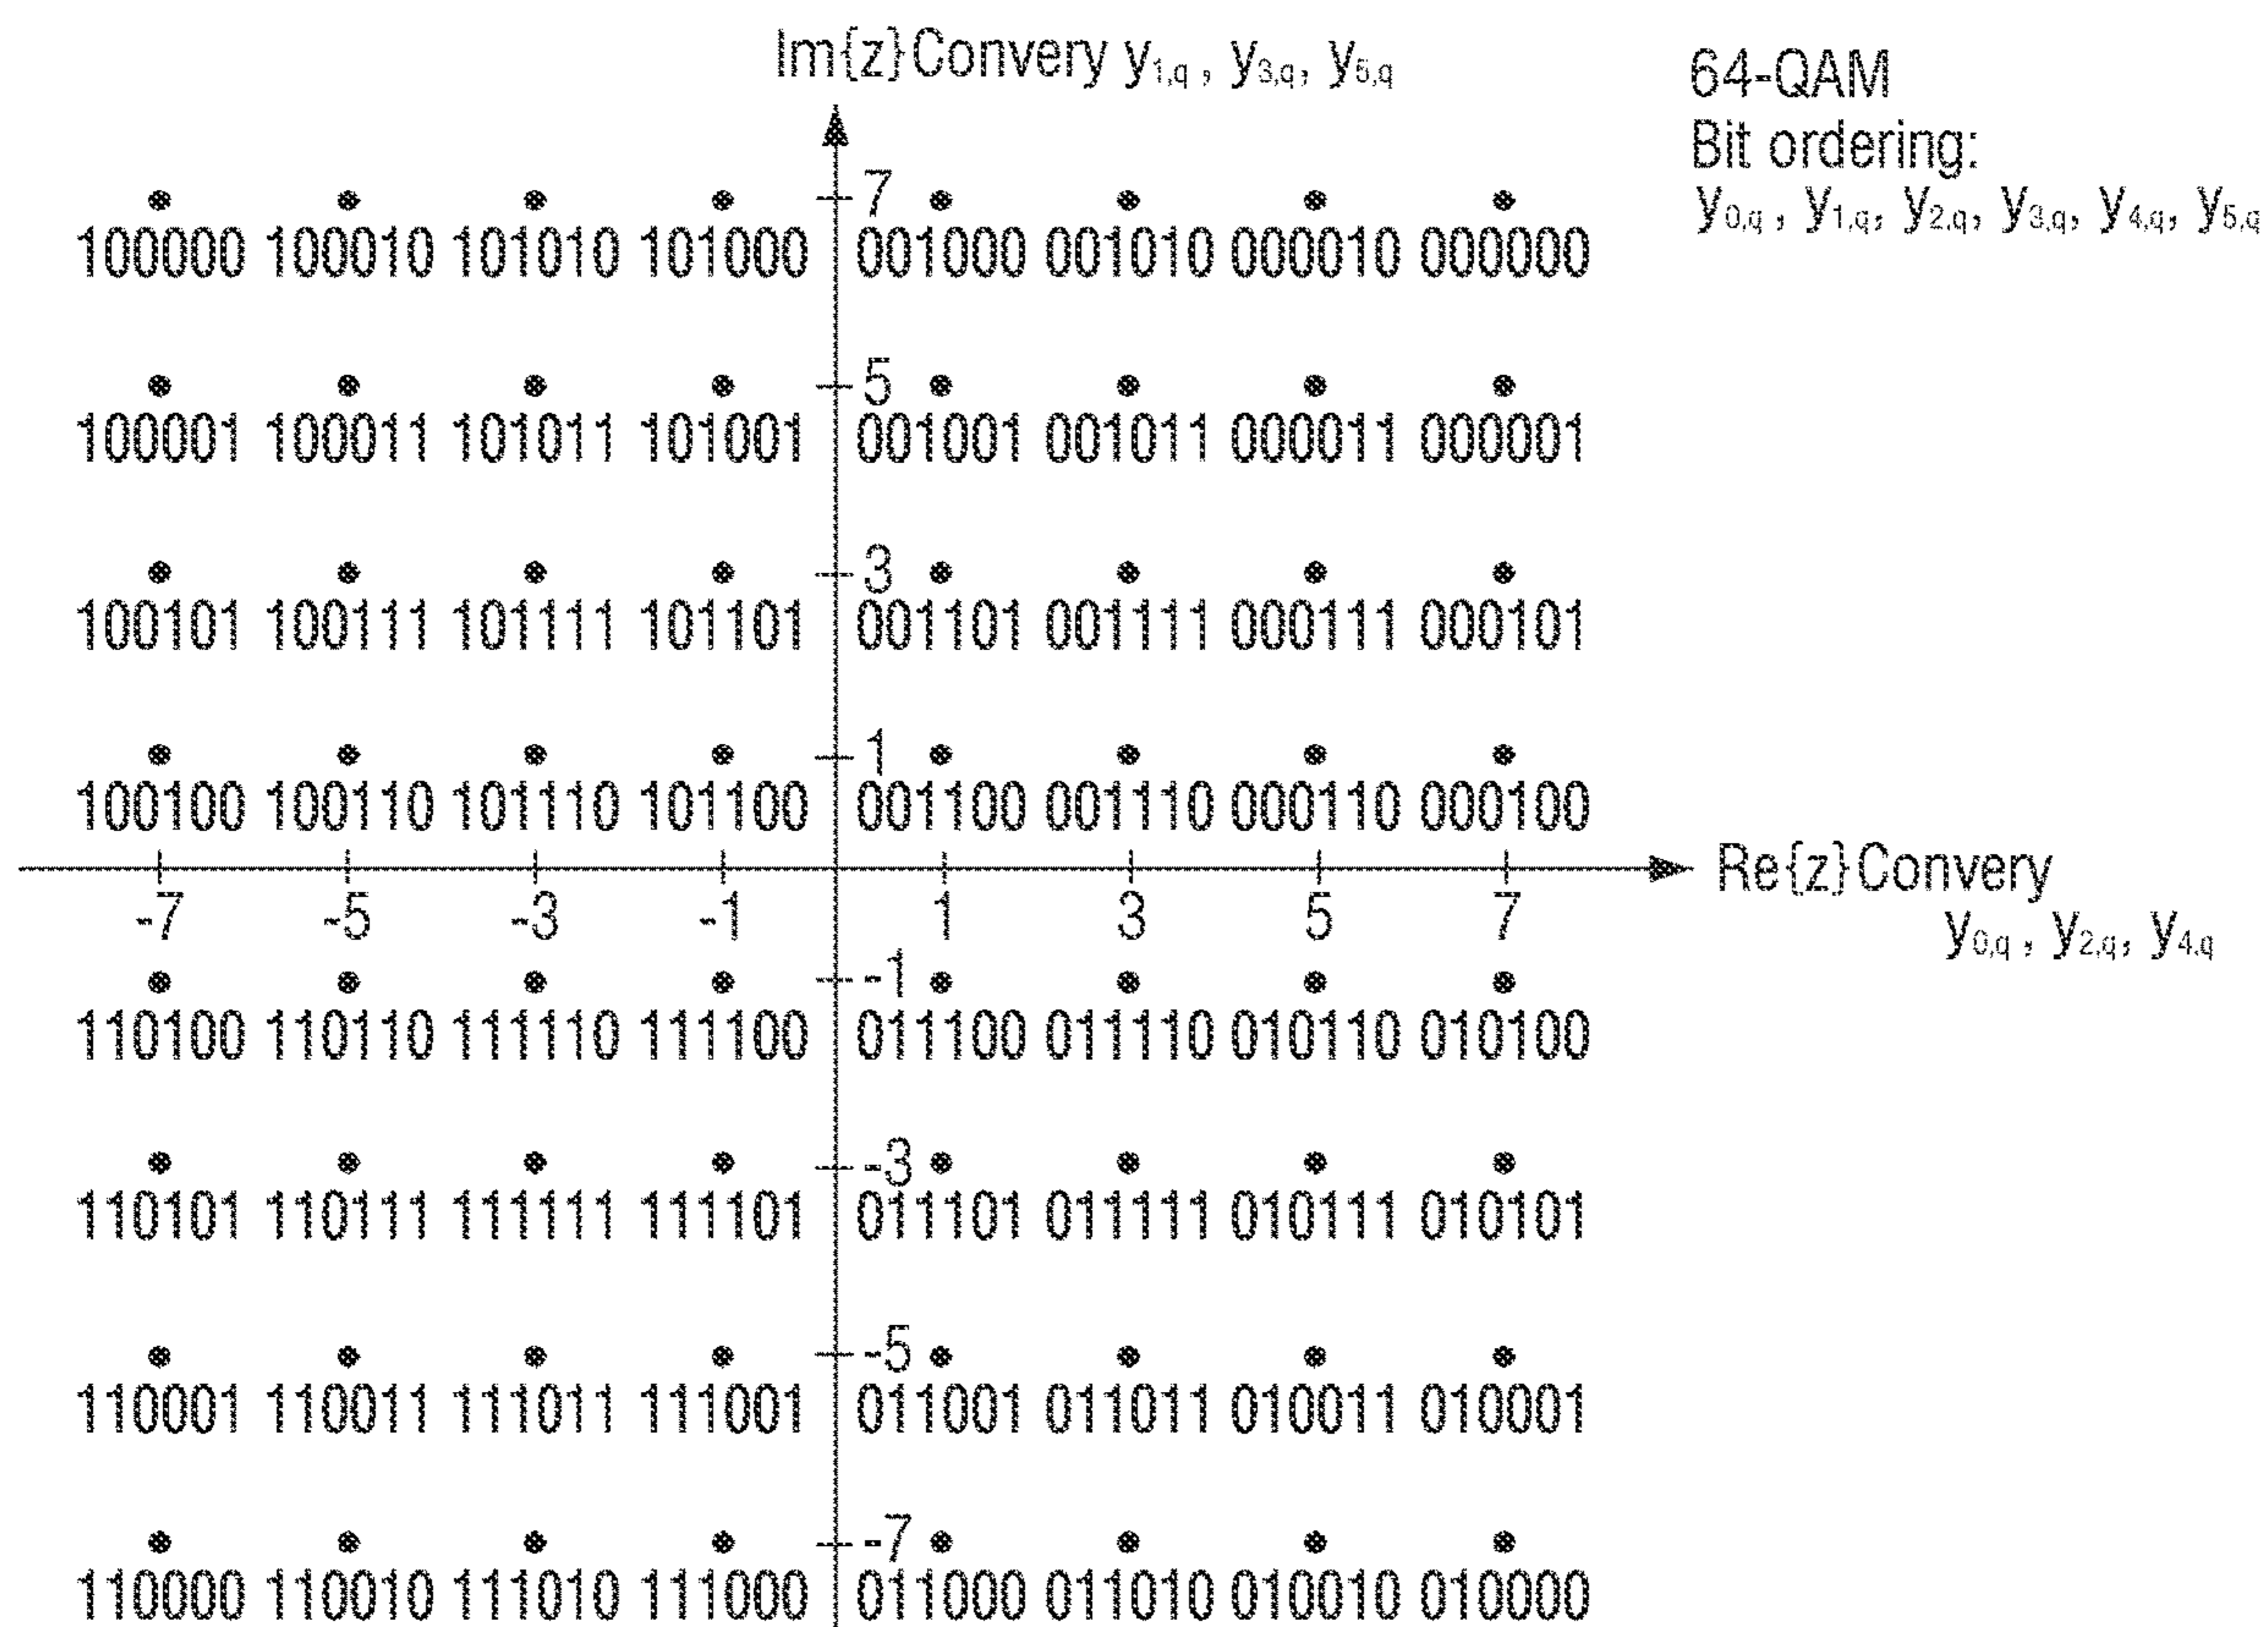 Im{z}Convery y1,q , y3,q, y5,q
64-QAM
Bit ordering:
y0,q , y1,q, y2,q, y3,q, y4,q, y5,q
7
100000 100010 101010 101000 001000 001010 000010 000000
5
100001 100011 101011 101001 001001 001011 000011 000001
3
100101 100111 101111 101101 001101 001111 000111 000101
1
100100 100110 101110 101100 001100 001110 000110 000100
Re{z}Convery
y0,q , y2,q, y4,q
-7 -5 -3 -1 1 3 5 7
-1
110100 110110 111110 111100 011100 011110 010110 010100
-3
110101 110111 111111 111101 011101 011111 010111 010101
-5
110001 110011 111011 111001 011001 011011 010011 010001
-7
110000 110010 111010 111000 011000 011010 010010 010000